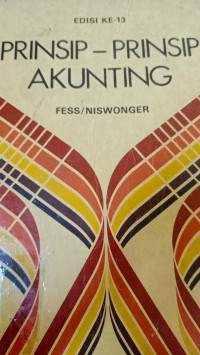 EDISI KE-13
PRINSIP – PRINSIP
AKUNTING
FESS/NISWONGER